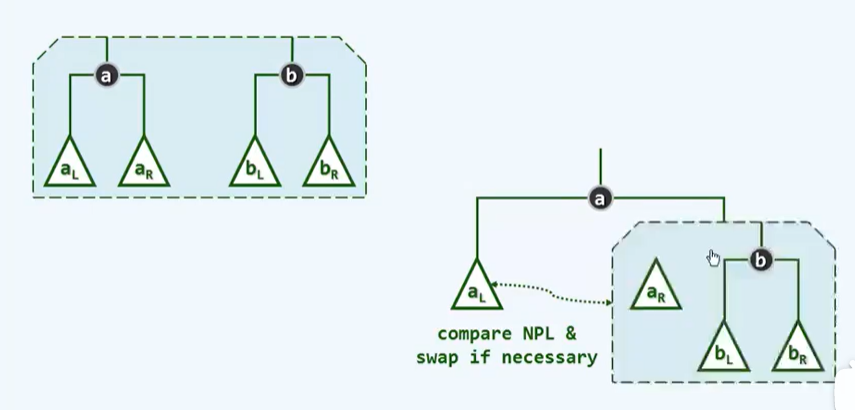 a b
a_L a_R b_L b_R
a
b
a_L a_R
compare NPL &
swap if necessary
b_L b_R